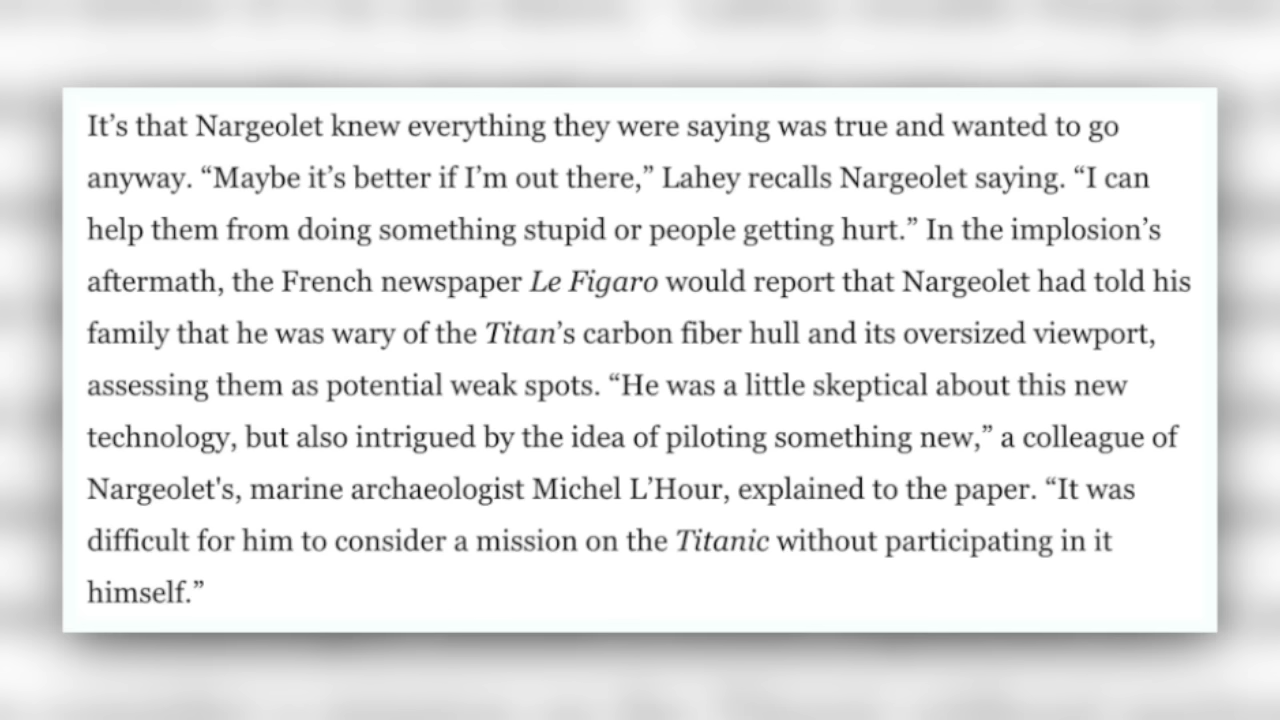 It’s that Nargeolet knew everything they were saying was true and wanted to go
anyway. “Maybe it’s better if I’m out there,” Lahey recalls Nargeolet saying. “I can
help them from doing something stupid or people getting hurt.” In the implosion’s
aftermath, the French newspaper Le Figaro would report that Nargeolet had told his
family that he was wary of the Titan’s carbon fiber hull and its oversized viewport,
assessing them as potential weak spots. “He was a little skeptical about this new
technology, but also intrigued by the idea of piloting something new,” a colleague of
Nargeolet's, marine archaeologist Michel L’Hour, explained to the paper. “It was
difficult for him to consider a mission on the Titanic without participating in it
himself.”